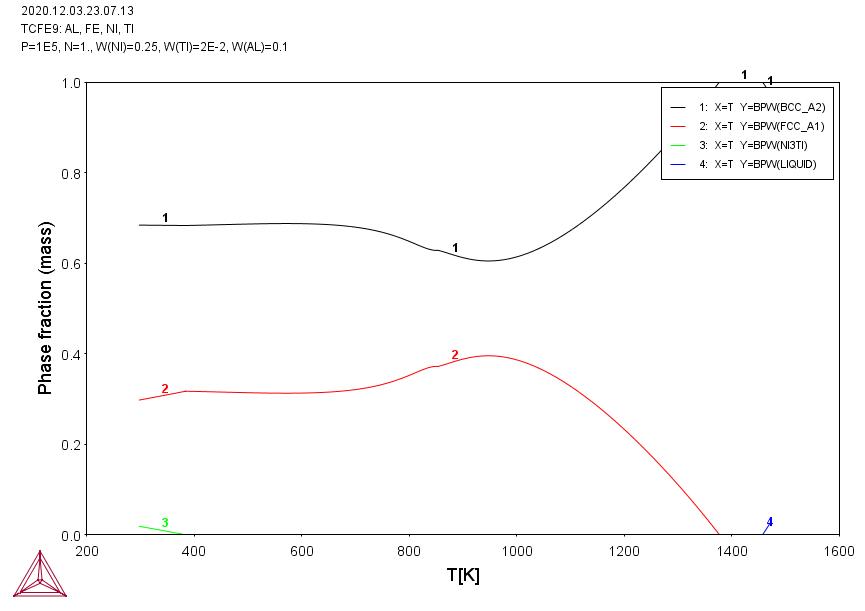 2020.12.03.23.07.13
TCFE9: AL, FE, NI, TI
P=1E5, N=1., W(NI)=0.25, W(TI)=2E-2, W(AL)=0.1
1 1
1.0
1: X=T Y=BPW(BCC_A2)
2: X=T Y=BPW(FCC_A1)
3: X=T Y=BPW(NI3TI)
4: X=T Y=BPW(LIQUID)
0.8
1 1
0.6
Phase fraction (mass)
0.4
2 2
0.2
3 4
0.0
200 400 600 800 1000 1200 1400 1600
T[K]